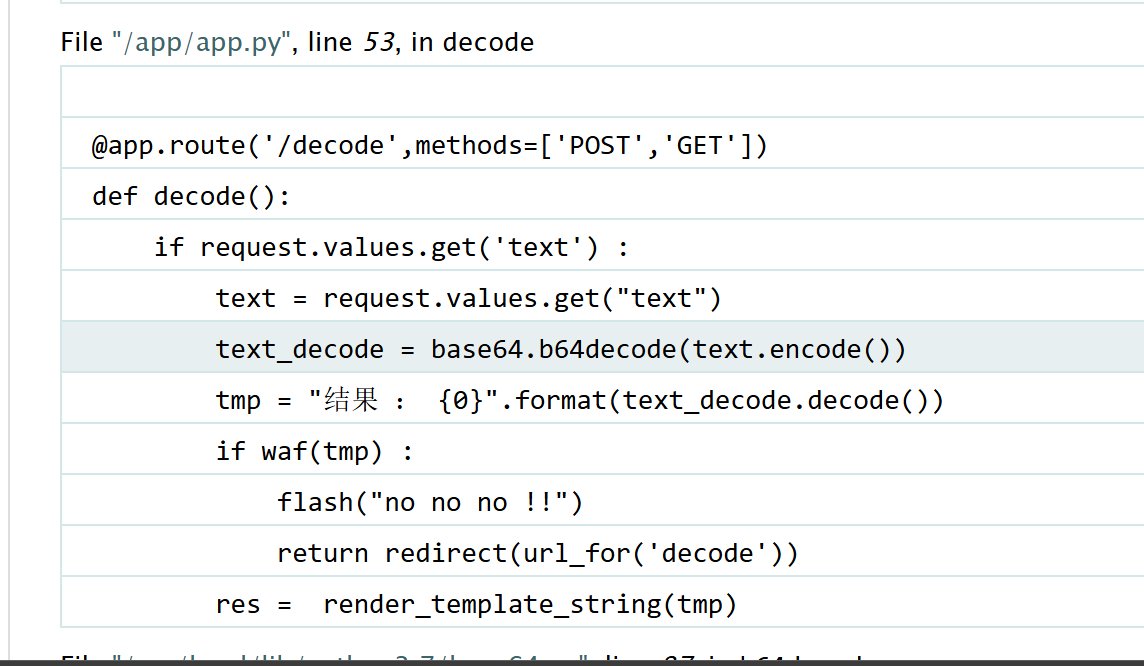 File "/app/app.py", line 53, in decode
@app.route('/decode',methods=['POST','GET'])
def decode():
if request.values.get('text') :
text = request.values.get("text")
text_decode = base64.b64decode(text.encode())
tmp = "结果 ： {0}".format(text_decode.decode())
if waf(tmp) :
flash("no no no !!")
return redirect(url_for('decode'))
res =  render_template_string(tmp)